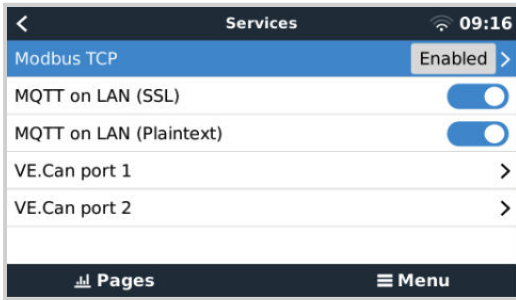 Services 09:16
Modbus TCP Enabled
MQTT on LAN (SSL)
MQTT on LAN (Plaintext)
VE.Can port 1
VE.Can port 2
Pages Menu